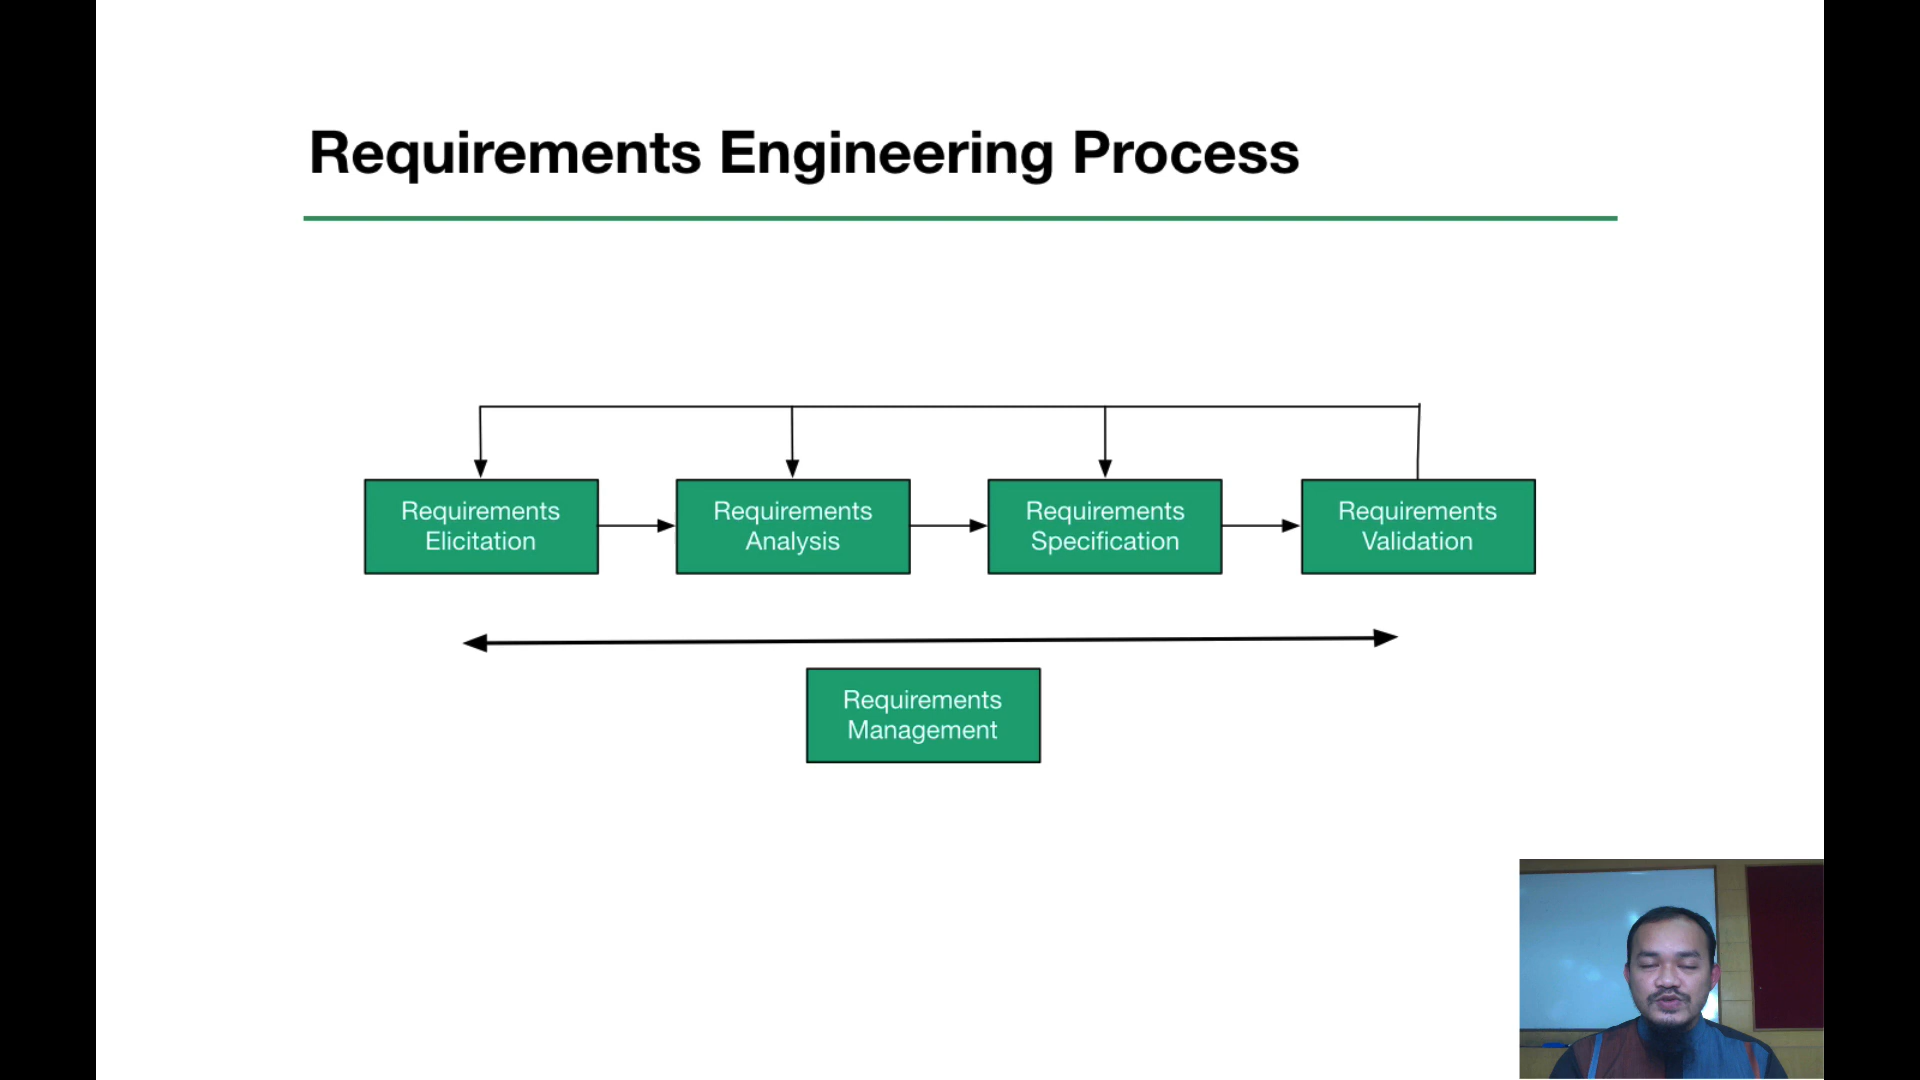 Requirements Engineering Process
Requirements
Elicitation
Requirements
Analysis
Requirements
Specification
Requirements
Validation
Requirements
Management